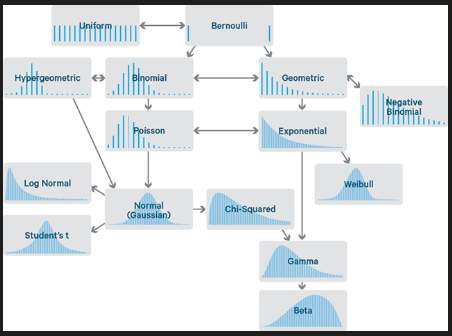 Uniform
Bernoulli
Hypergeometric
Binomial
Geometric
Negative
Binomial
Poisson
Exponential
Log Normal
Normal
(Gaussian)
Chi-Squared
Weibull
Student's t
Gamma
Beta